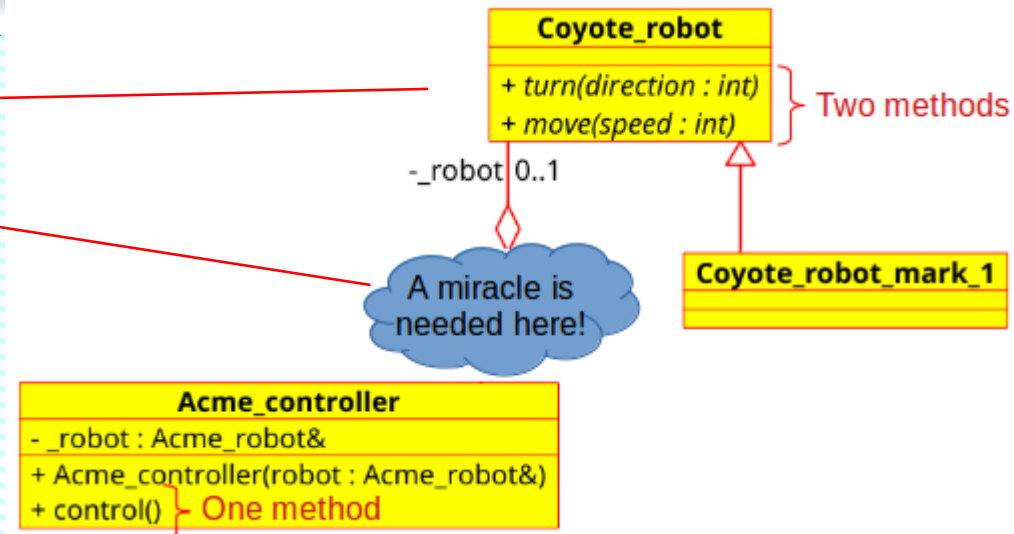 Coyote_robot
+ turn(direction : int)
+ move(speed : int)
Two methods
-_robot 0..1
A miracle is
needed here!
Coyote_robot_mark_1
Acme_controller
- _robot : Acme_robot&
+ Acme_controller(robot : Acme_robot&)
+ control()
One method